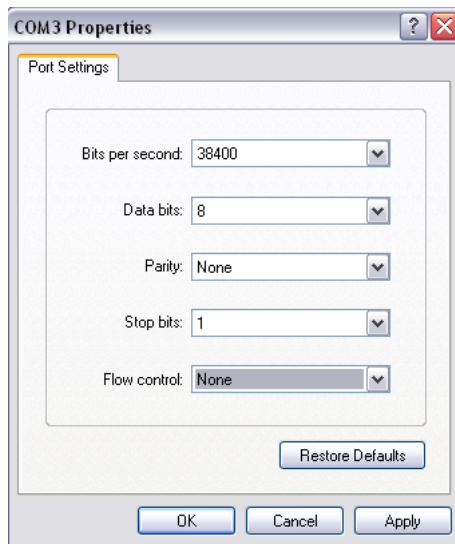 COM3 Properties
Port Settings
Bits per second: 38400
Data bits: 8
Parity: None
Stop bits: 1
Flow control: None
Restore Defaults
OK Cancel Apply